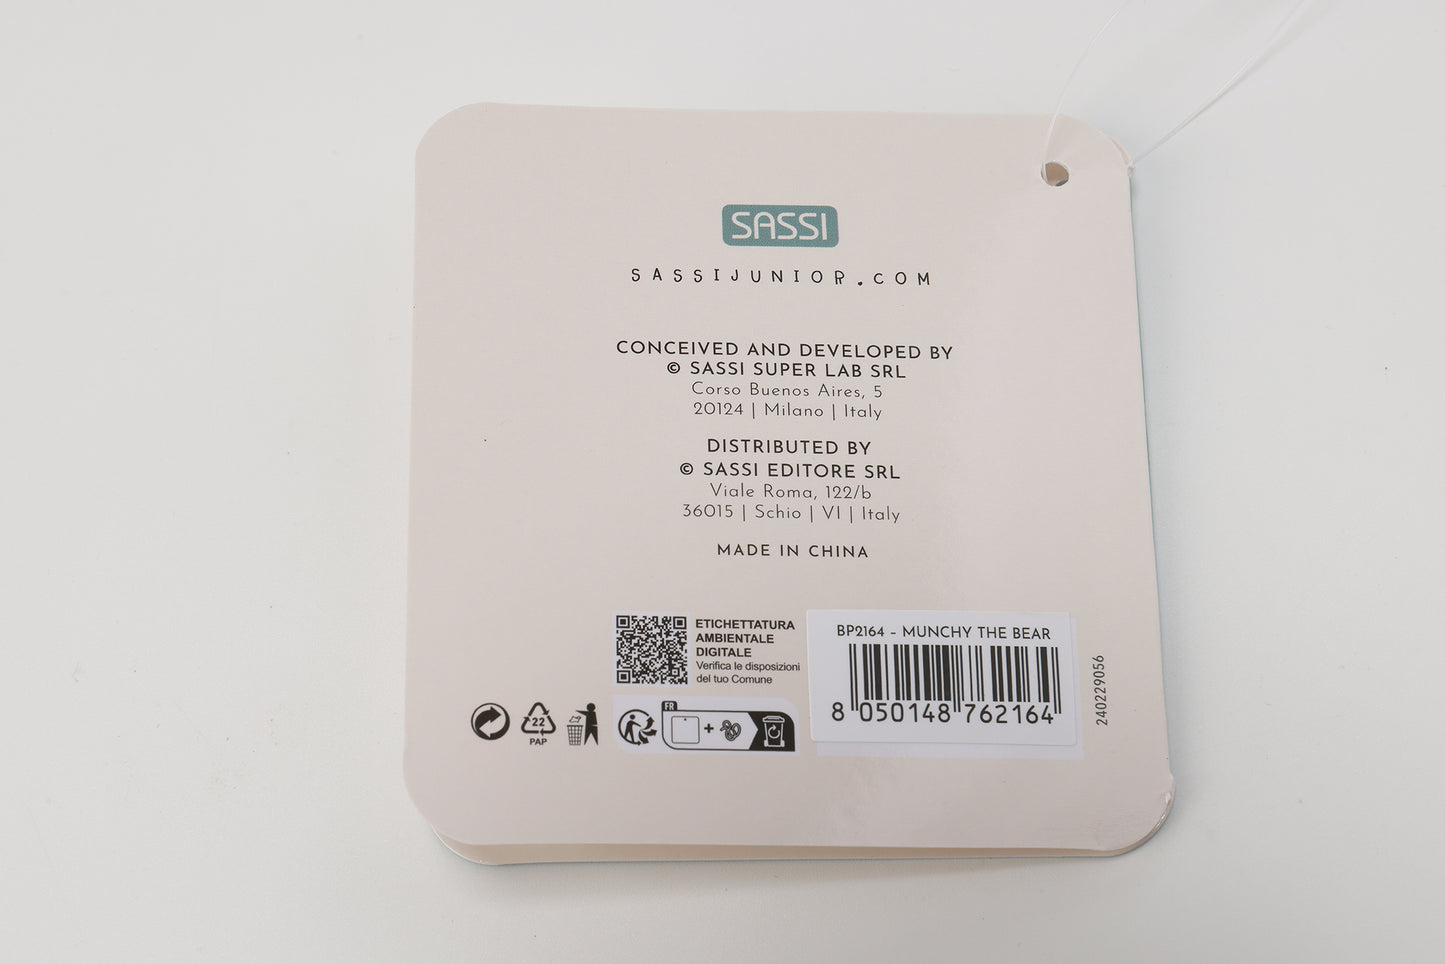 SASSI
SASSIJUNIOR.COM
CONCEIVED AND DEVELOPED BY
© SASSI SUPER LAB SRL
Corso Buenos Aires, 5
20124 | Milano | Italy
DISTRIBUTED BY
© SASSI EDITORE SRL
Viale Roma, 122/b
36015 | Schio | VI | Italy
MADE IN CHINA
ETICHETTATURA
AMBIENTALE
DIGITALE
Verifica le disposizioni
del tuo Comune
22
PAP
FR
+
BP2164 - MUNCHY THE BEAR
8 050148 762164
240229056